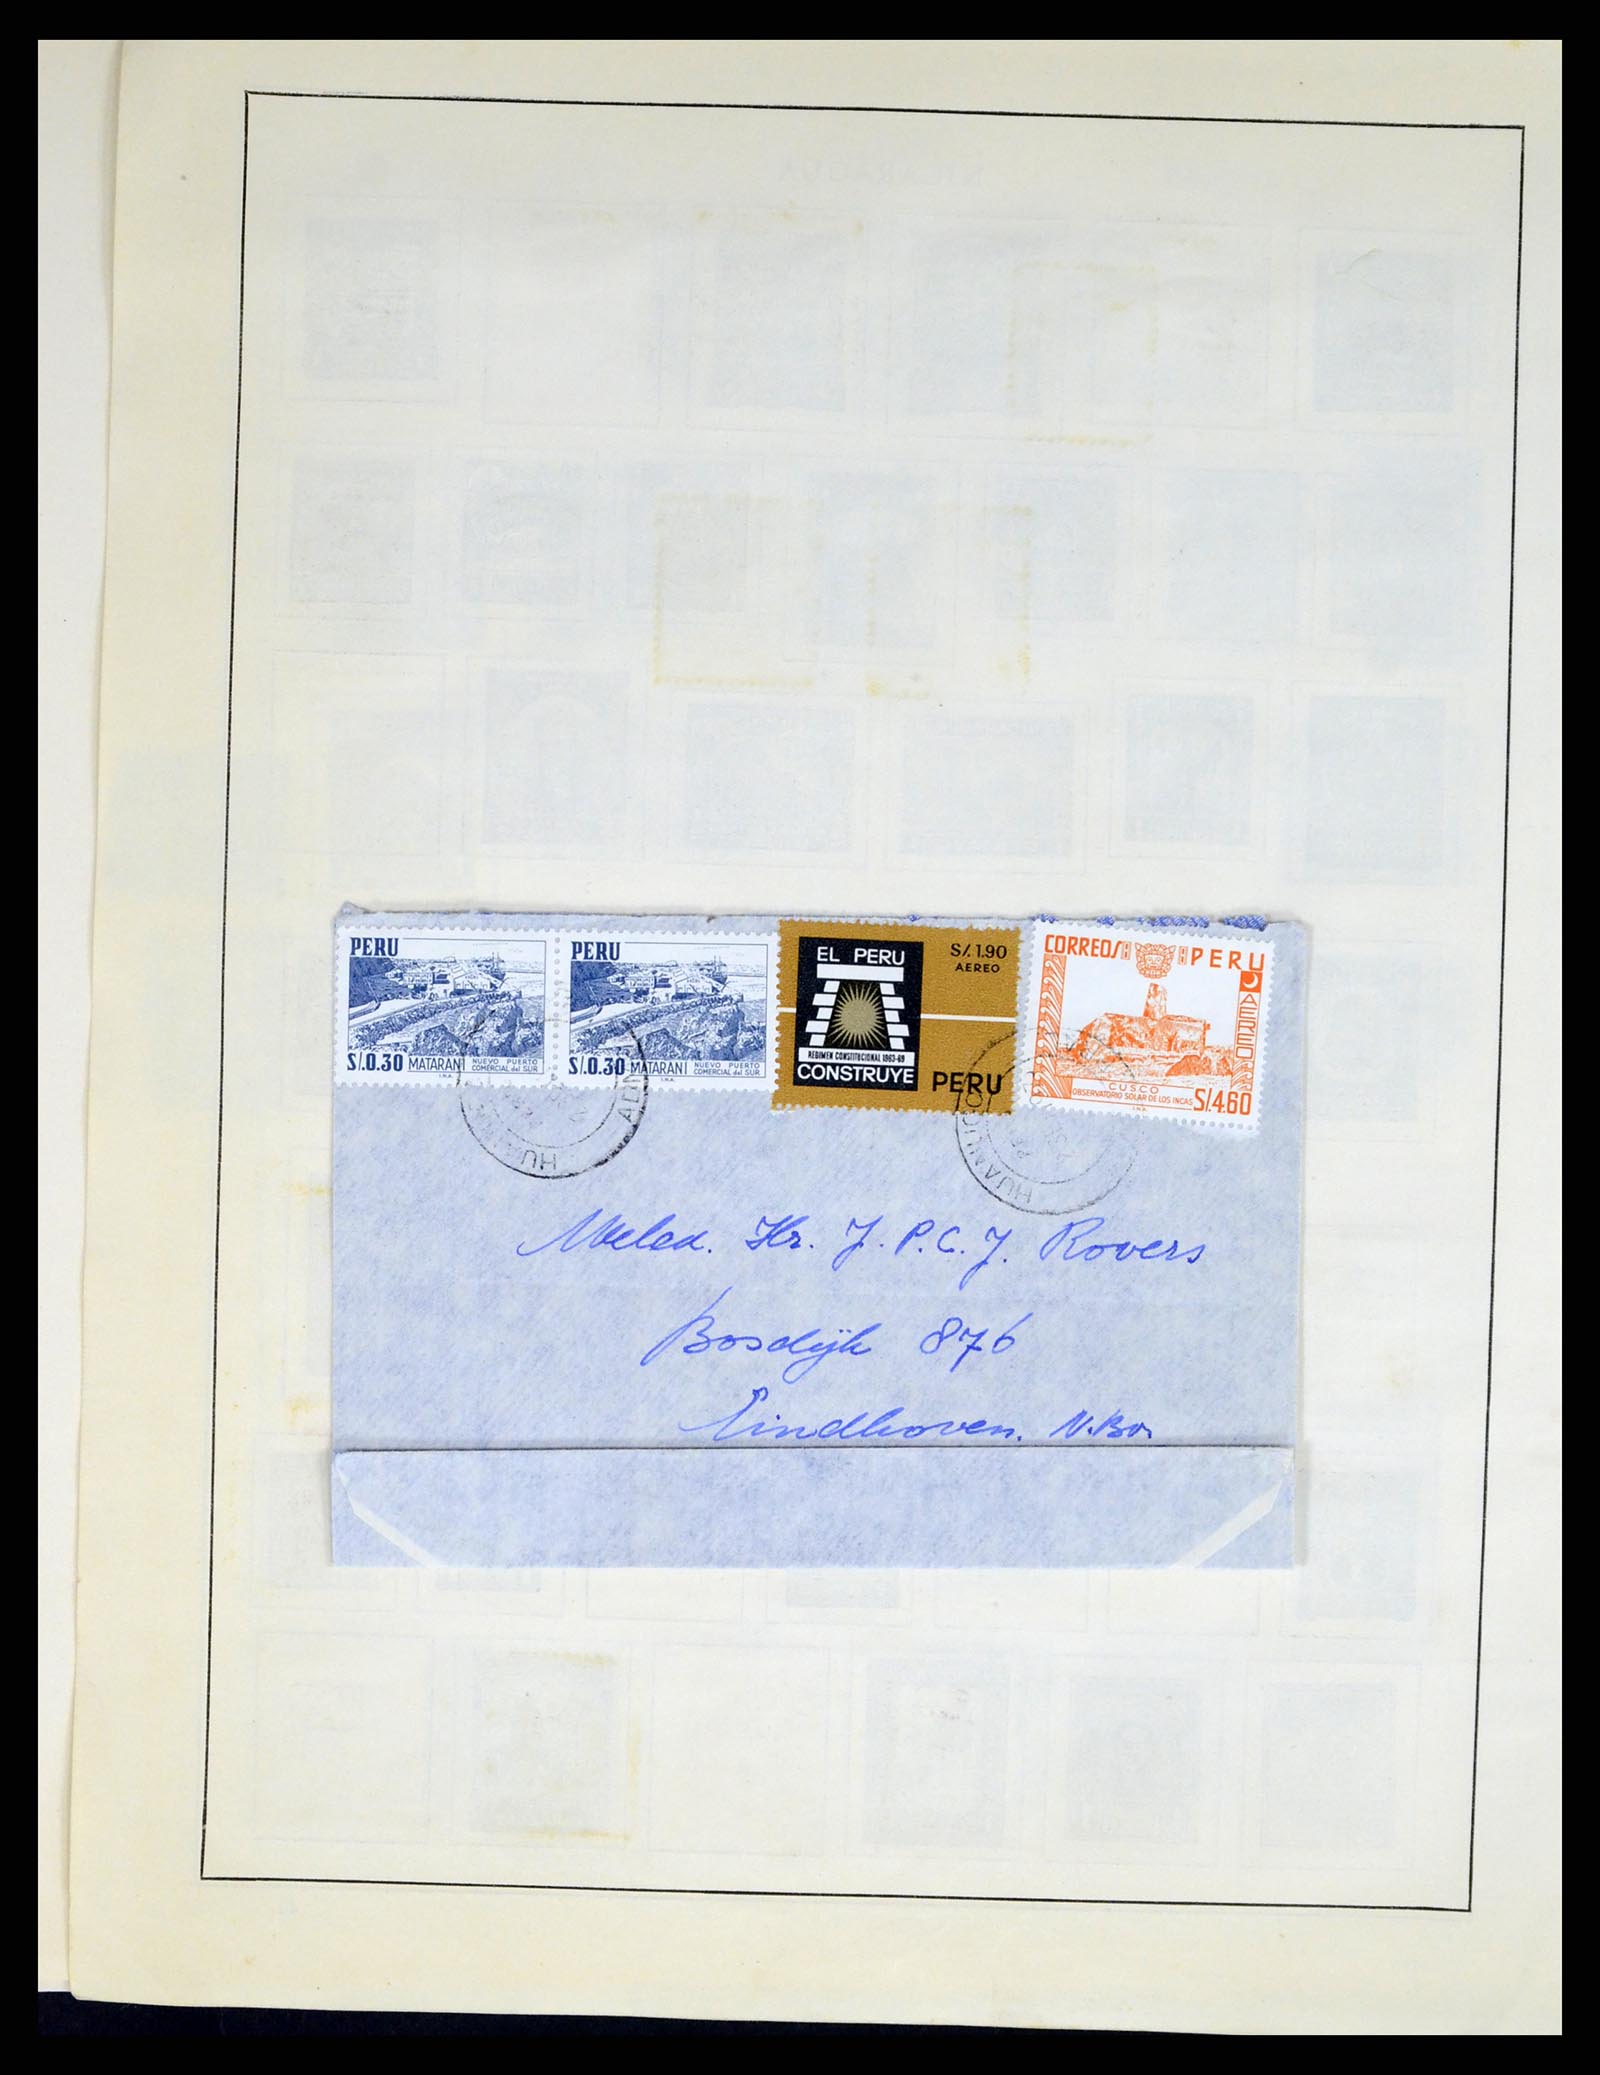 NICARAGUA
PERU
S/.0.30 MATARANI NUEVO PUERTO COMERCIAL del SUR
I.N.A.
PERU
S/.0.30 MATARANI NUEVO PUERTO COMERCIAL del SUR
I.N.A.
EL PERU
S/.1.90
AEREO
REGIMEN CONSTITUCIONAL 1963-69
CONSTRUYE
PERU
CORREOS PERU
AEREO
CUSCO
OBSERVATORIO SOLAR DE LOS INCAS
S/.4.60
I.N.A.
Hr. J. P. C. J. Rovers
Bosdijk 876
Eindhoven. N.Br.